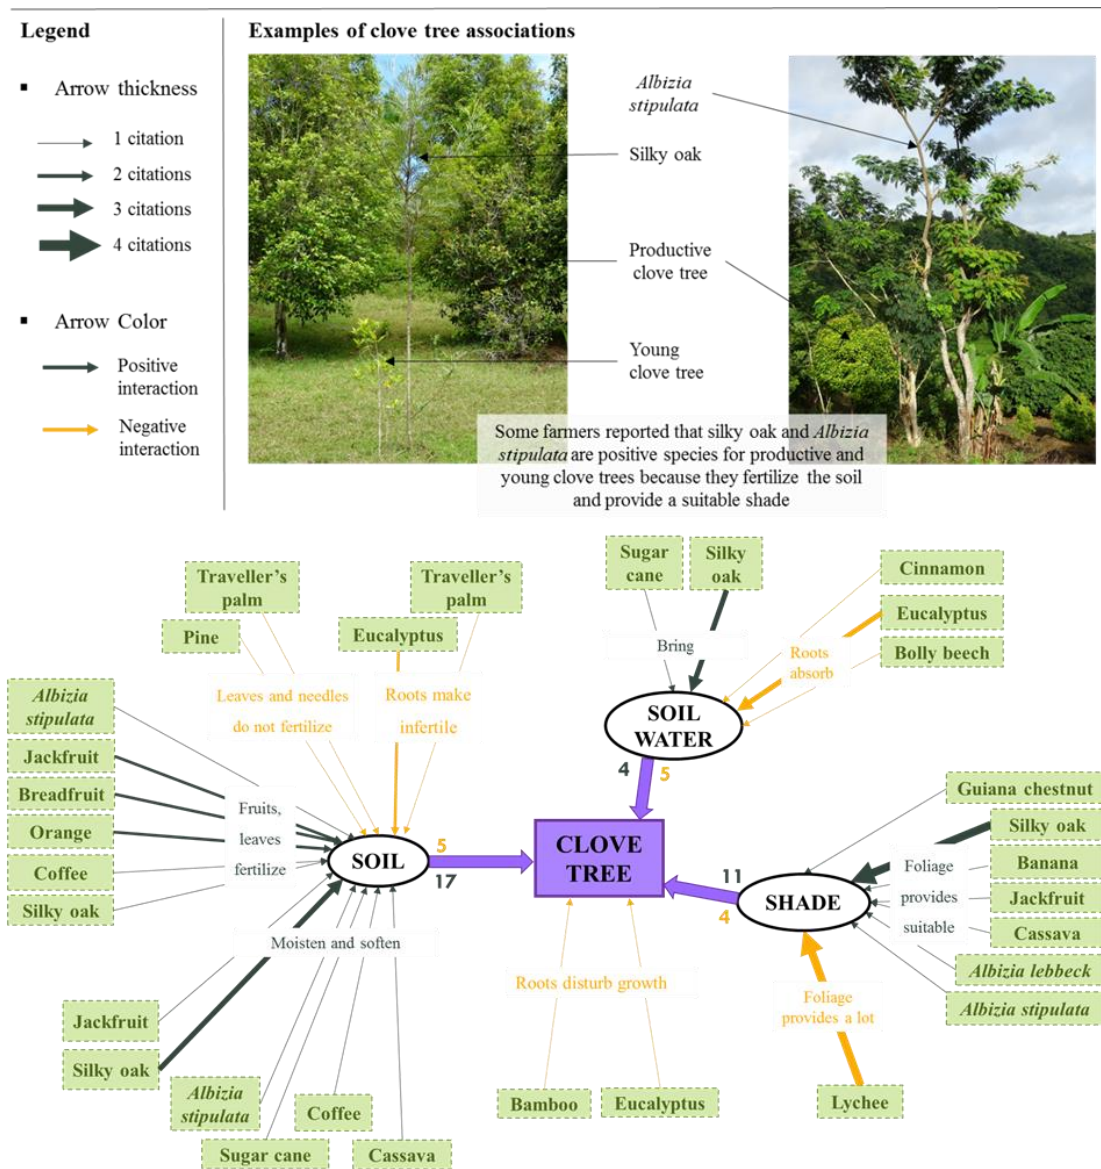 Legend
▪ Arrow thickness
1 citation
2 citations
3 citations
4 citations
▪ Arrow Color
Positive
interaction
Negative
interaction
Examples of clove tree associations
Albizia
stipulata
Silky oak
Productive
clove tree
Young
clove tree
Some farmers reported that silky oak and Albizia
stipulata are positive species for productive and
young clove trees because they fertilize the soil
and provide a suitable shade
Traveller's
palm
Traveller's
palm
Pine
Eucalyptus
Leaves and needles
do not fertilize
Roots make
infertile
Sugar
cane
Silky
oak
Bring
Cinnamon
Eucalyptus
Bolly beech
Roots
absorb
SOIL
WATER
4
5
Albizia
stipulata
Jackfruit
Breadfruit
Orange
Coffee
Silky oak
Fruits,
leaves
fertilize
SOIL
5
17
CLOVE
TREE
11
4
SHADE
Guiana chestnut
Silky oak
Banana
Jackfruit
Cassava
Albizia lebbeck
Albizia stipulata
Foliage
provides
suitable
Moisten and soften
Jackfruit
Silky oak
Albizia
stipulata
Sugar cane
Coffee
Cassava
Roots disturb growth
Bamboo
Eucalyptus
Foliage
provides a lot
Lychee